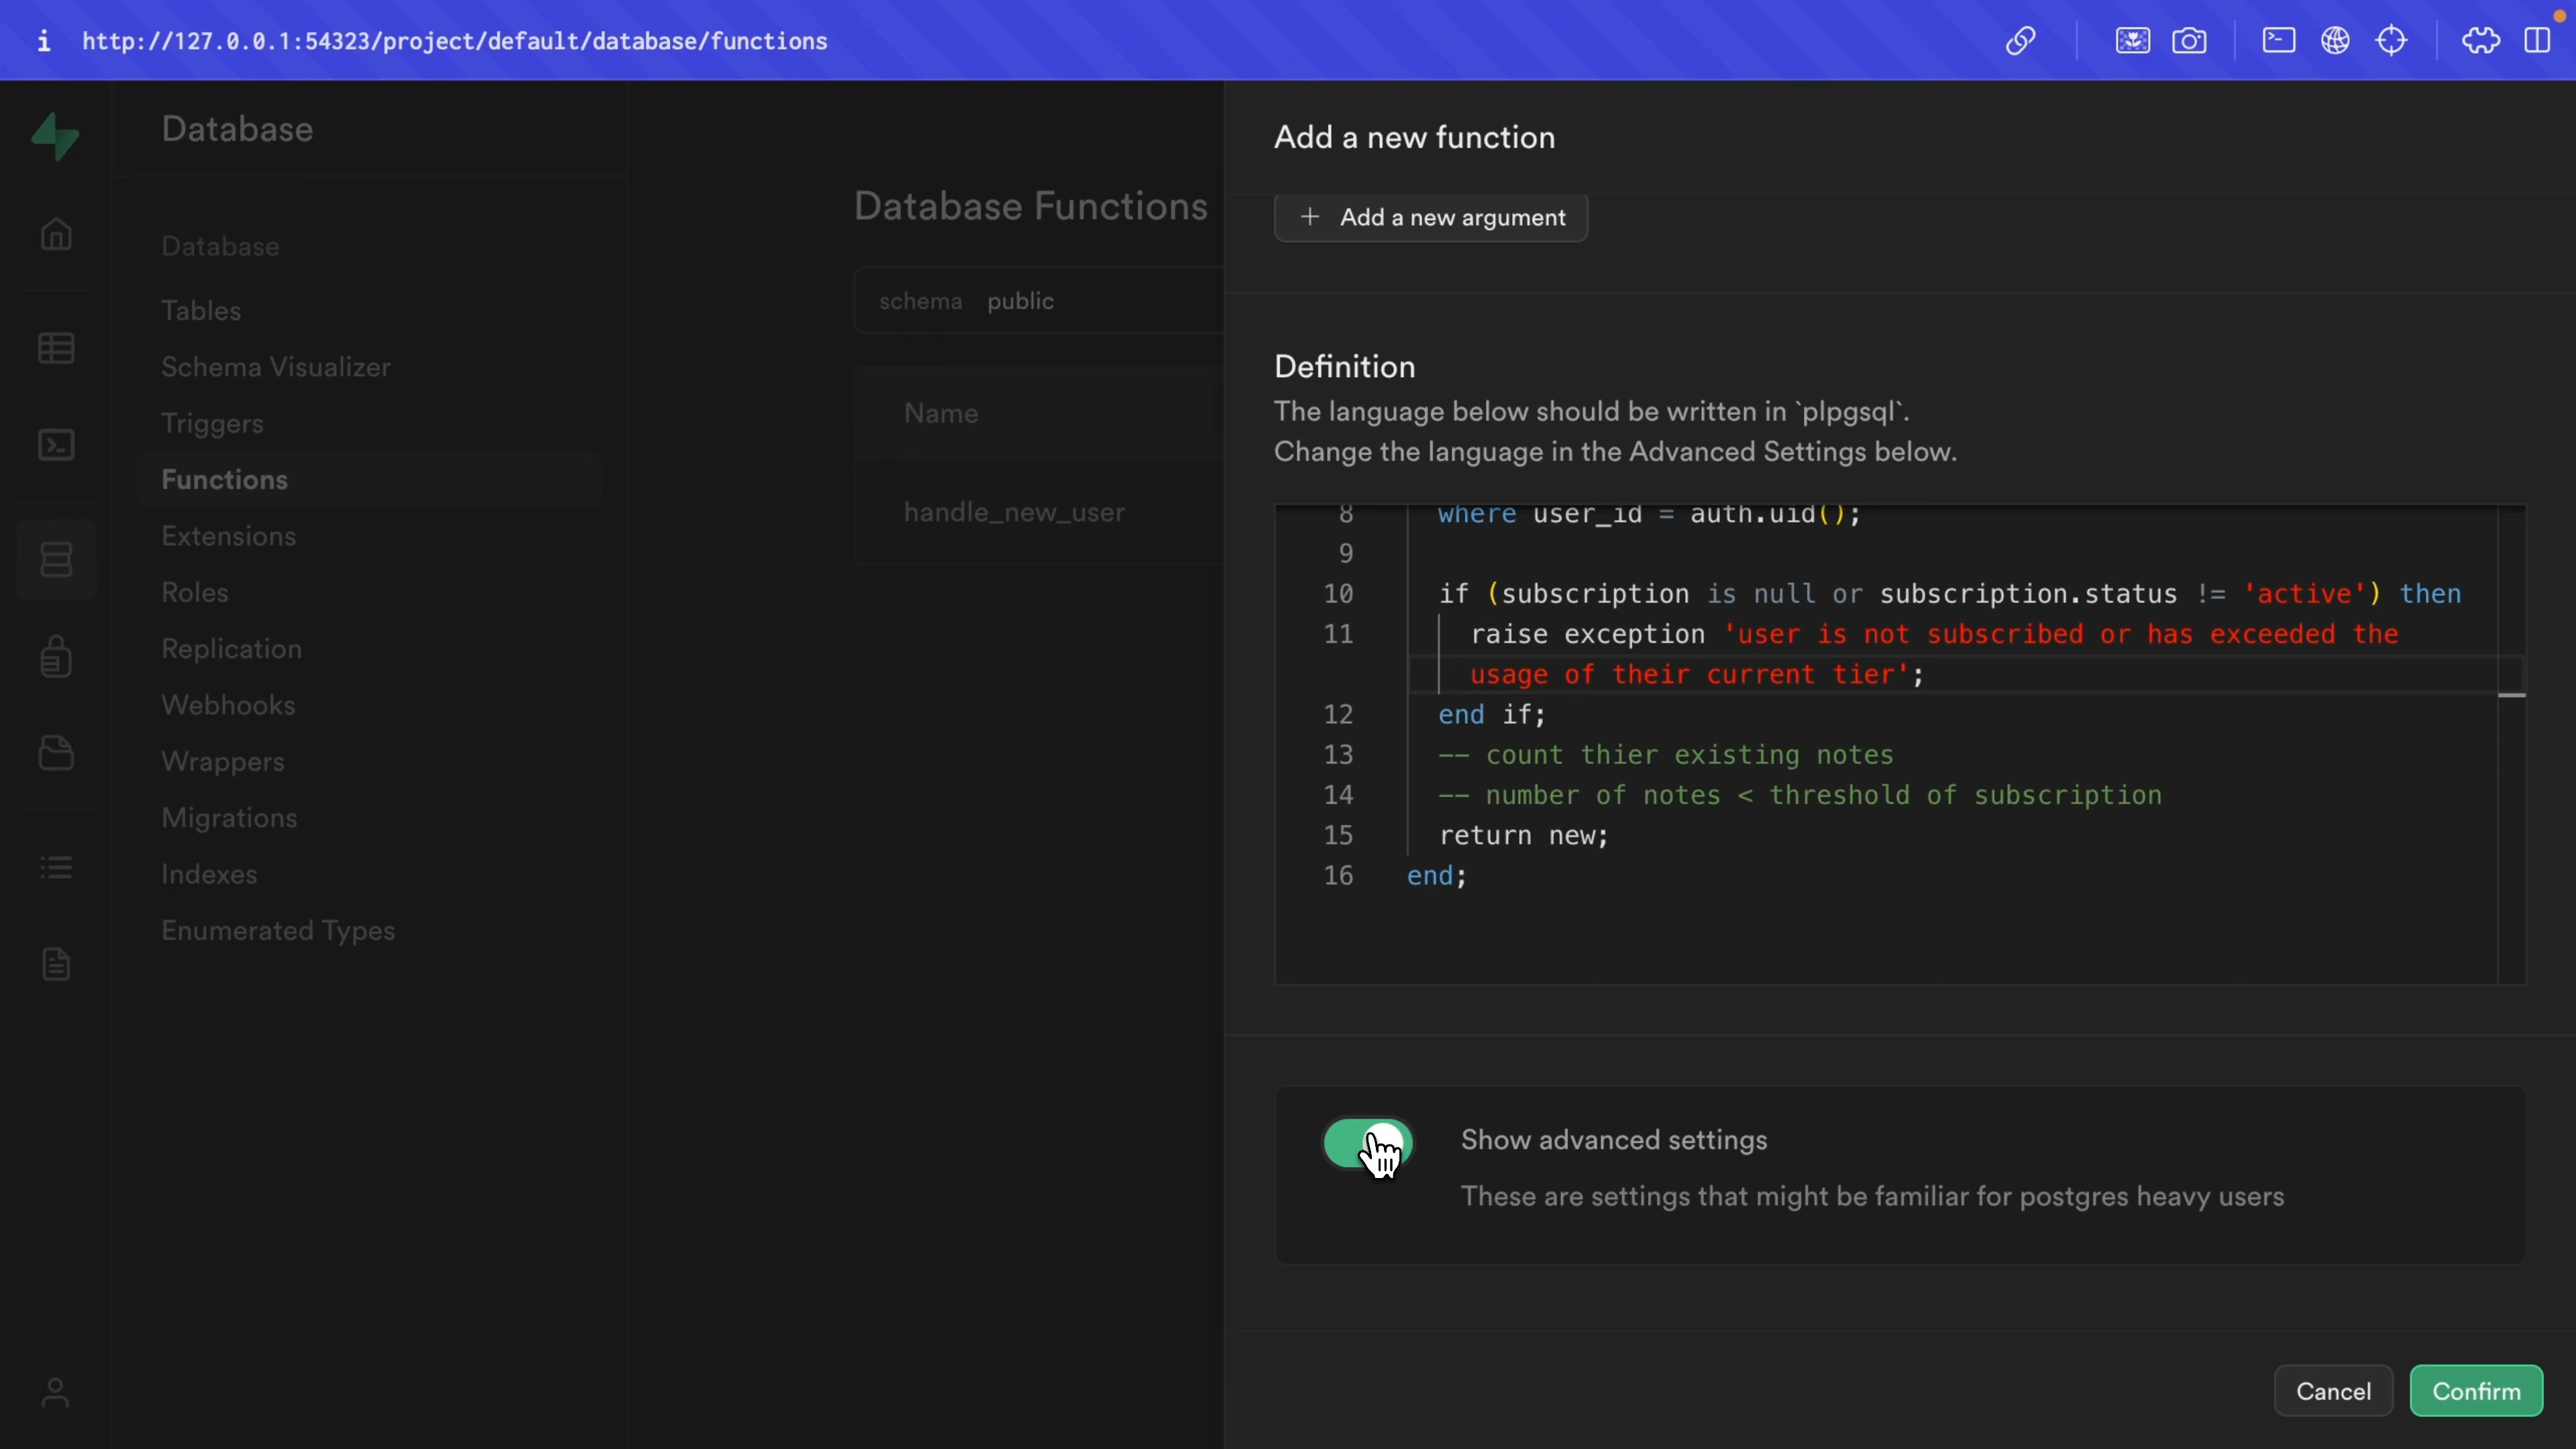 i http://127.0.0.1:54323/project/default/database/functions
Database
Database
Tables
Schema Visualizer
Triggers
Functions
Extensions
Roles
Replication
Webhooks
Wrappers
Migrations
Indexes
Enumerated Types
Database Functions
schema public
Name
handle_new_user
Add a new function
+ Add a new argument
Definition
The language below should be written in `plpgsql`.
Change the language in the Advanced Settings below.
8 where user_id = auth.uid();
9
10 if (subscription is null or subscription.status != 'active') then
11 raise exception 'user is not subscribed or has exceeded the
usage of their current tier';
12 end if;
13 -- count thier existing notes
14 -- number of notes < threshold of subscription
15 return new;
16 end;
Show advanced settings
These are settings that might be familiar for postgres heavy users
Cancel
Confirm